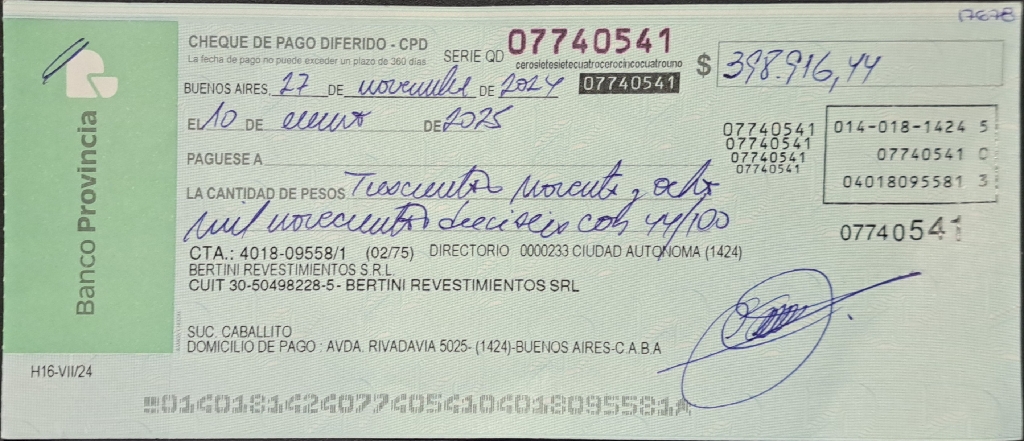 17678
Banco Provincia
CHEQUE DE PAGO DIFERIDO - CPD
La fecha de pago no puede exceder un plazo de 360 días
SERIE QD 07740541
cerosietesietecuatrocerocincocuatrouno
07740541
$ 398.916,44
BUENOS AIRES, 27 DE noviembre DE 2024
EL 10 DE enero DE 2025
07740541
07740541
07740541
07740541
014-018-1424 5
07740541 0
04018095581 3
PAGUESE A
LA CANTIDAD DE PESOS Trescientos noventa y ocho
mil novecientos dieciseis con 44/100
07740541
CTA.: 4018-09558/1 (02/75) DIRECTORIO 0000233 CIUDAD AUTONOMA (1424)
BERTINI REVESTIMIENTOS S.R.L.
CUIT 30-50498228-5- BERTINI REVESTIMIENTOS SRL
SUC. CABALLITO
DOMICILIO DE PAGO : AVDA. RIVADAVIA 5025- (1424)-BUENOS AIRES-C.A.B.A
H16-VII/24
01401814240774054104018095581